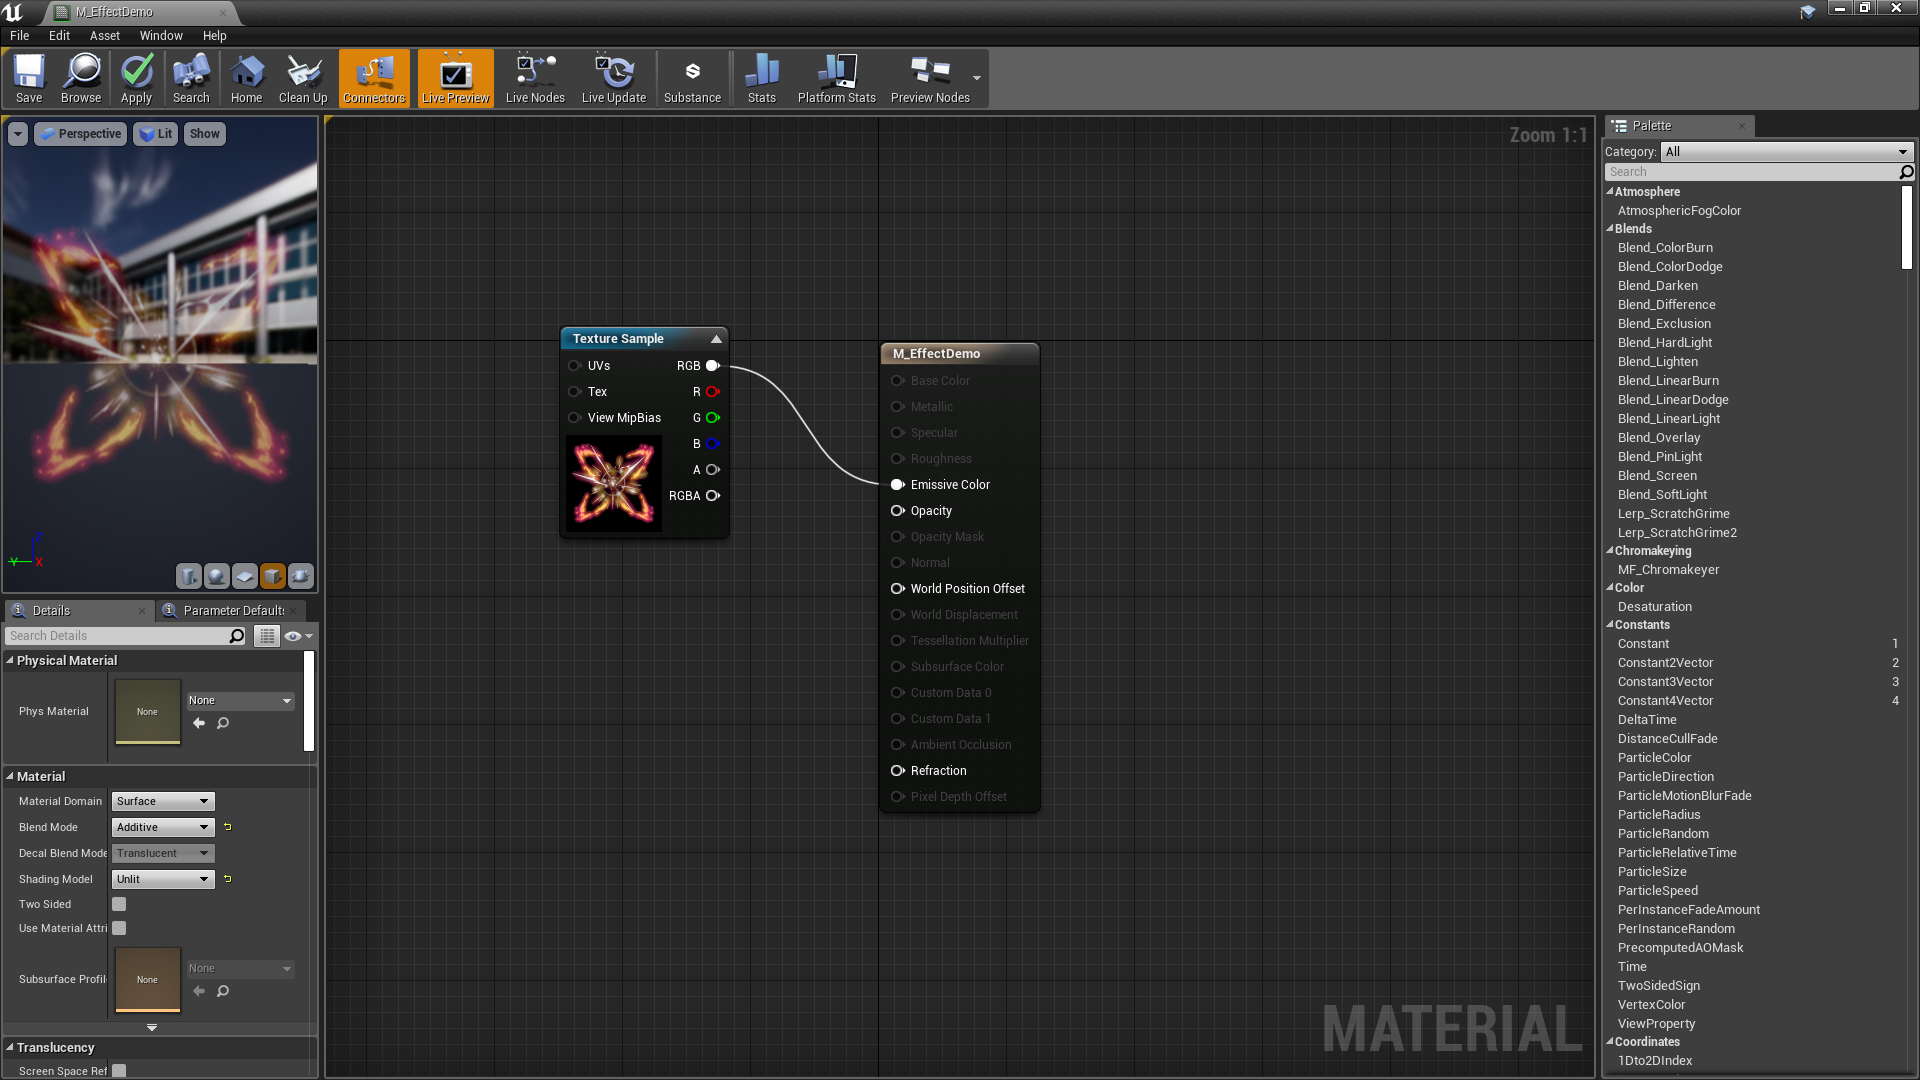 M_EffectDemo
File Edit Asset Window Help
Save Browse Apply Search Home Clean Up Connectors Live Preview Live Nodes Live Update Substance Stats Platform Stats Preview Nodes
Perspective Lit Show
Z
Y
X
Details Parameter Defaults
Search Details
Physical Material
Phys Material None None
Material
Material Domain Surface
Blend Mode Additive
Decal Blend Mode Translucent
Shading Model Unlit
Two Sided
Use Material Attri
Subsurface Profil None None
Translucency
Screen Space Ref
Zoom 1:1
Texture Sample
UVs RGB
Tex R
View MipBias G
B
A
RGBA
M_EffectDemo
Base Color
Metallic
Specular
Roughness
Emissive Color
Opacity
Opacity Mask
Normal
World Position Offset
World Displacement
Tessellation Multiplier
Subsurface Color
Custom Data 0
Custom Data 1
Ambient Occlusion
Refraction
Pixel Depth Offset
MATERIAL
Palette
Category: All
Search
Atmosphere
AtmosphericFogColor
Blends
Blend_ColorBurn
Blend_ColorDodge
Blend_Darken
Blend_Difference
Blend_Exclusion
Blend_HardLight
Blend_Lighten
Blend_LinearBurn
Blend_LinearDodge
Blend_LinearLight
Blend_Overlay
Blend_PinLight
Blend_Screen
Blend_SoftLight
Lerp_ScratchGrime
Lerp_ScratchGrime2
Chromakeying
MF_Chromakeyer
Color
Desaturation
Constants
Constant 1
Constant2Vector 2
Constant3Vector 3
Constant4Vector 4
DeltaTime
DistanceCullFade
ParticleColor
ParticleDirection
ParticleMotionBlurFade
ParticleRadius
ParticleRandom
ParticleRelativeTime
ParticleSize
ParticleSpeed
PerInstanceFadeAmount
PerInstanceRandom
PrecomputedAOMask
Time
TwoSidedSign
VertexColor
ViewProperty
Coordinates
1Dto2DIndex